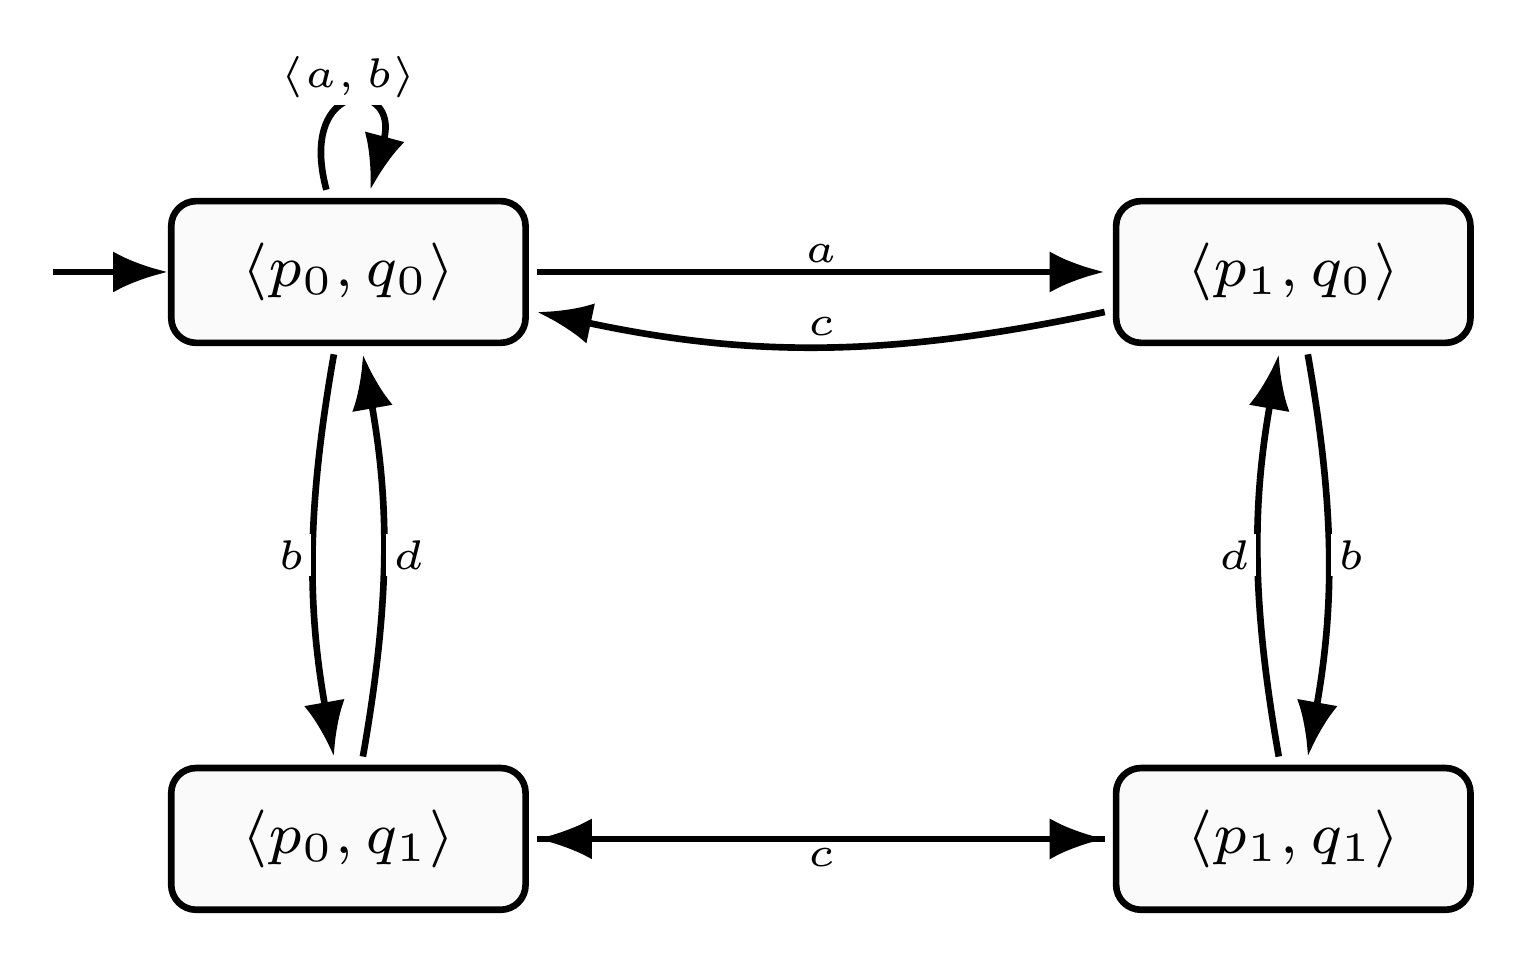 ⟨a, b⟩
⟨p₀, q₀⟩
a
c
⟨p₁, q₀⟩
b
d
d
b
⟨p₀, q₁⟩
c
⟨p₁, q₁⟩